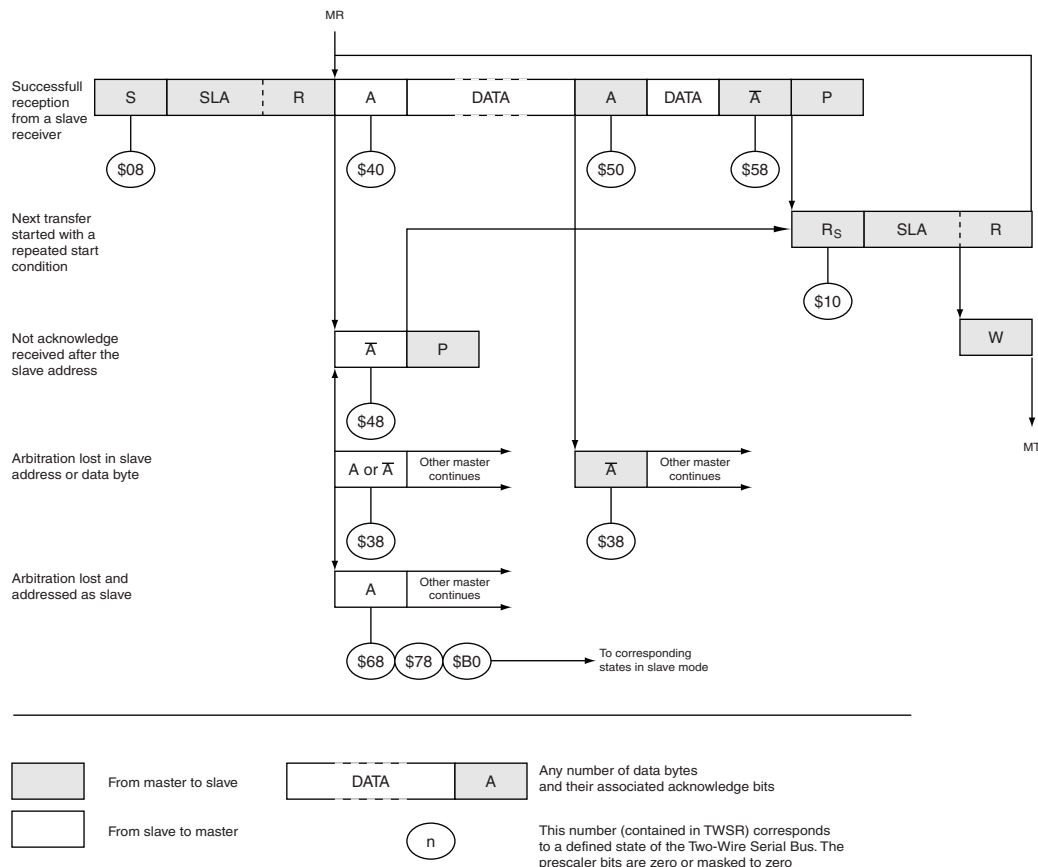 MR
Successfull
reception
from a slave
receiver
S SLA R A DATA A DATA A̅ P
$08 $40 $50 $58
Next transfer
started with a
repeated start
condition
RS SLA R
$10
Not acknowledge
received after the
slave address
A̅ P
W
$48
MT
Arbitration lost in slave
address or data byte
A or A̅ Other master
continues
A̅ Other master
continues
$38 $38
Arbitration lost and
addressed as slave
A Other master
continues
$68 $78 $B0
To corresponding
states in slave mode
From master to slave
DATA A
Any number of data bytes
and their associated acknowledge bits
From slave to master
n
This number (contained in TWSR) corresponds
to a defined state of the Two-Wire Serial Bus. The
prescaler bits are zero or masked to zero